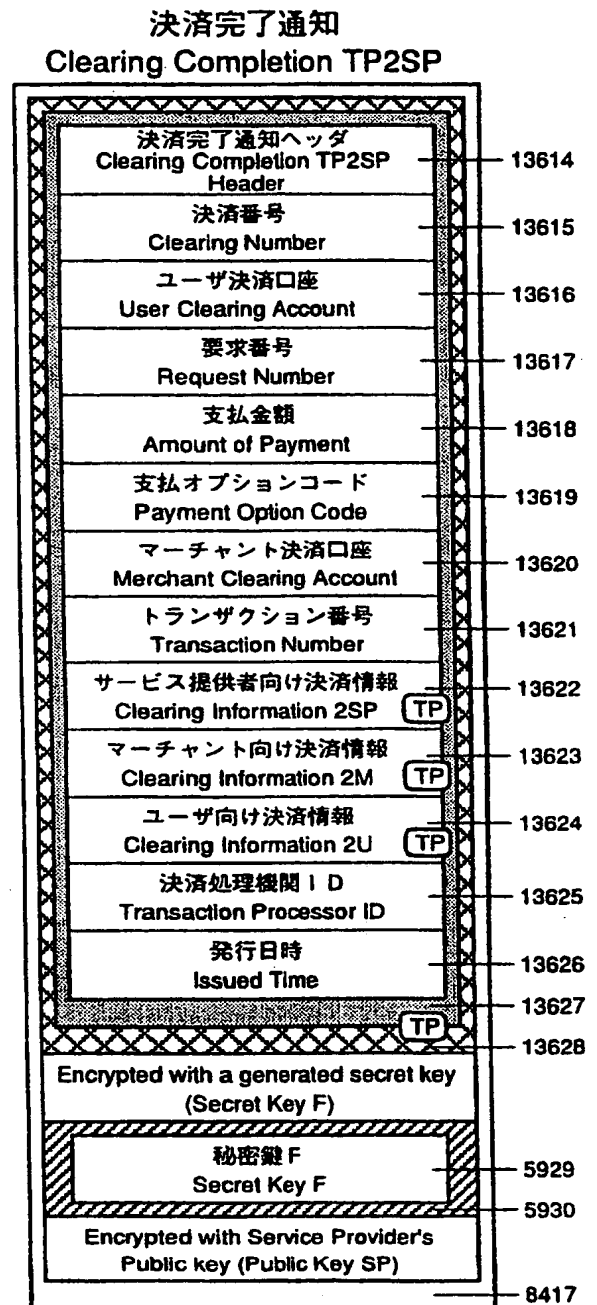 決済完了通知
Clearing Completion TP2SP
決済完了通知ヘッダ
Clearing Completion TP2SP
Header
13614
決済番号
Clearing Number
13615
ユーザ決済口座
User Clearing Account
13616
要求番号
Request Number
13617
支払金額
Amount of Payment
13618
支払オプションコード
Payment Option Code
13619
マーチャント決済口座
Merchant Clearing Account
13620
トランザクション番号
Transaction Number
13621
サービス提供者向け決済情報
Clearing Information 2SP
TP
13622
マーチャント向け決済情報
Clearing Information 2M
TP
13623
ユーザ向け決済情報
Clearing Information 2U
TP
13624
決済処理機関ID
Transaction Processor ID
13625
発行日時
Issued Time
13626
13627
TP
13628
Encrypted with a generated secret key
(Secret Key F)
秘密鍵F
Secret Key F
5929
5930
Encrypted with Service Provider's
Public key (Public Key SP)
8417